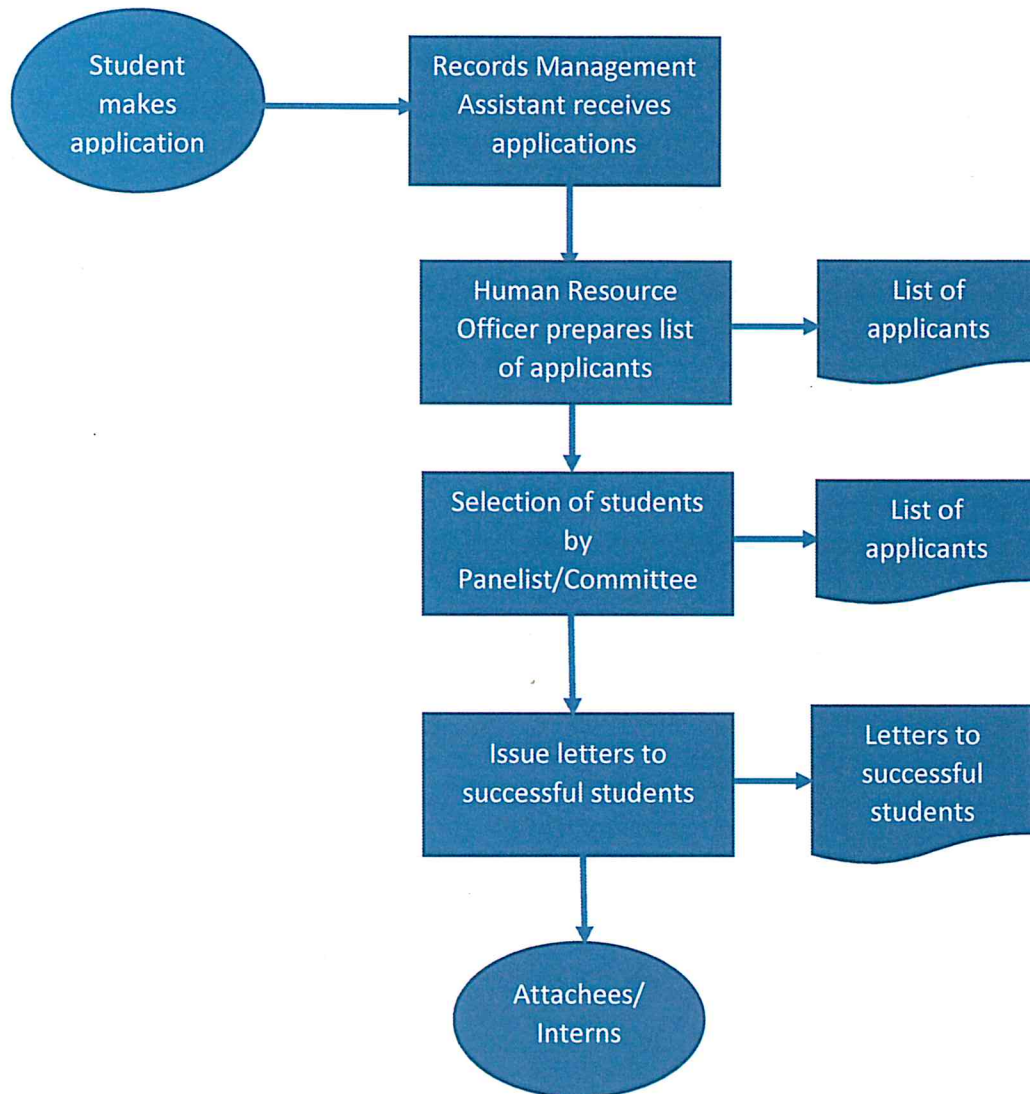 Student
makes
application
Records Management
Assistant receives
applications
Human Resource
Officer prepares list
of applicants
List of
applicants
Selection of students
by
Panelist/Committee
List of
applicants
Issue letters to
successful students
Letters to
successful
students
Attachees/
Interns